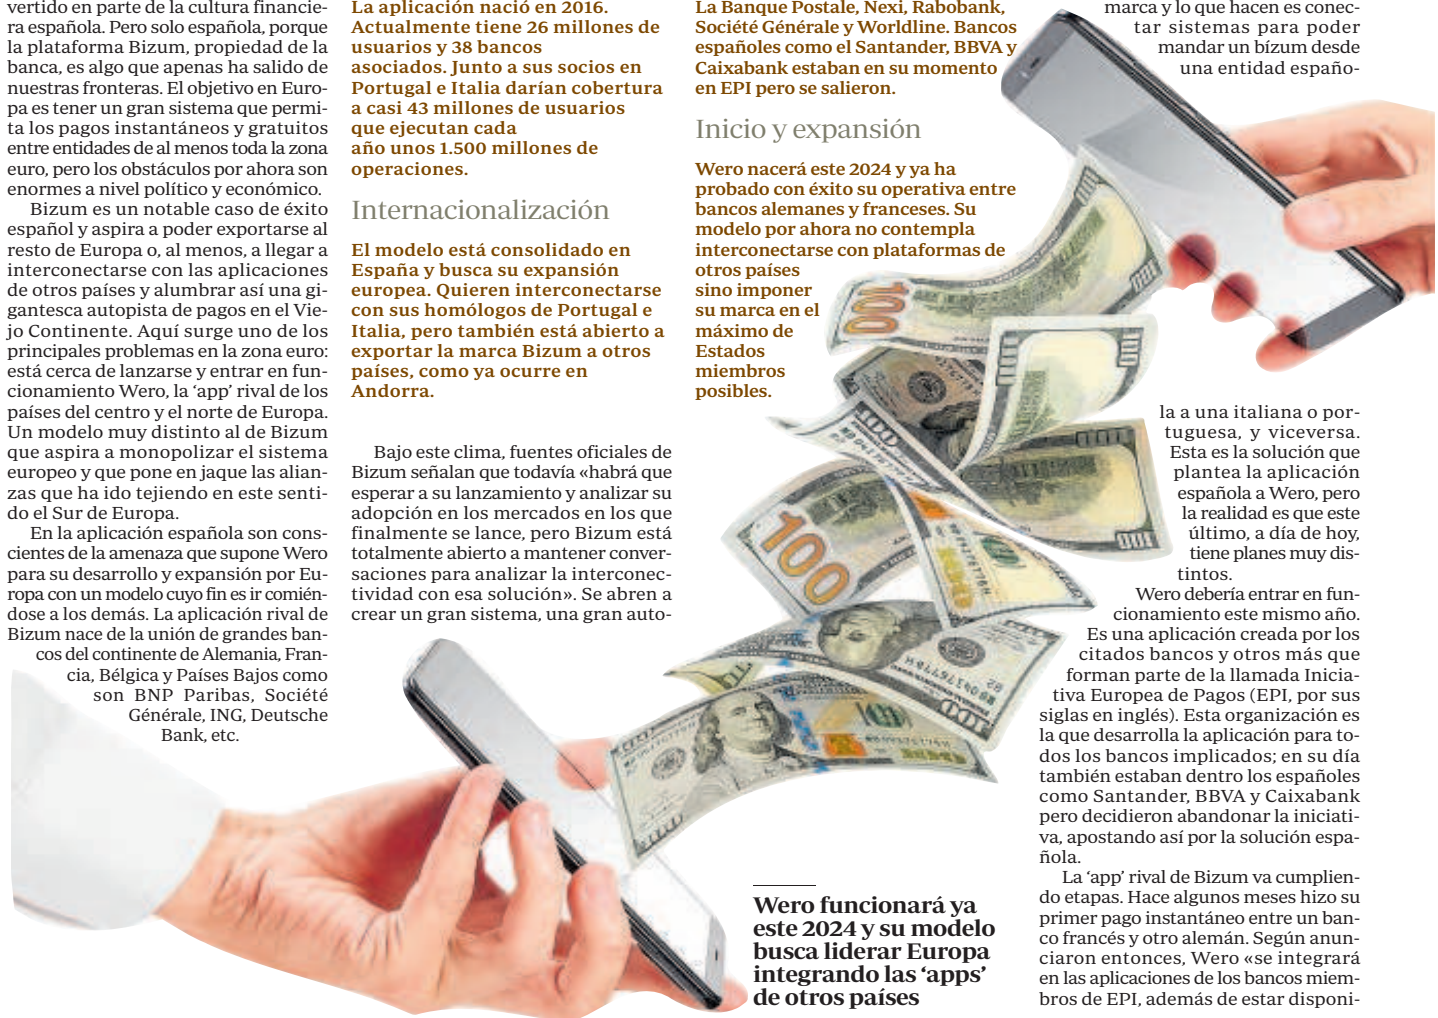 vertido en parte de la cultura financie-
ra española. Pero solo española, porque
la plataforma Bizum, propiedad de la
banca, es algo que apenas ha salido de
nuestras fronteras. El objetivo en Euro-
pa es tener un gran sistema que permi-
ta los pagos instantáneos y gratuitos
entre entidades de al menos toda la zona
euro, pero los obstáculos por ahora son
enormes a nivel político y económico.
Bizum es un notable caso de éxito
español y aspira a poder exportarse al
resto de Europa o, al menos, a llegar a
interconectarse con las aplicaciones
de otros países y alumbrar así una gi-
gantesca autopista de pagos en el Vie-
jo Continente. Aquí surge uno de los
principales problemas en la zona euro:
está cerca de lanzarse y entrar en fun-
cionamiento Wero, la ‘app’ rival de los
países del centro y el norte de Europa.
Un modelo muy distinto al de Bizum
que aspira a monopolizar el sistema
europeo y que pone en jaque las alian-
zas que ha ido tejiendo en este senti-
do el Sur de Europa.
En la aplicación española son cons-
cientes de la amenaza que supone Wero
para su desarrollo y expansión por Eu-
ropa con un modelo cuyo fin es ir comién-
dose a los demás. La aplicación rival de
Bizum nace de la unión de grandes ban-
cos del continente de Alemania, Fran-
cia, Bélgica y Países Bajos como
son BNP Paribas, Société
Générale, ING, Deutsche
Bank, etc.
La aplicación nació en 2016.
Actualmente tiene 26 millones de
usuarios y 38 bancos
asociados. Junto a sus socios en
Portugal e Italia darían cobertura
a casi 43 millones de usuarios
que ejecutan cada
año unos 1.500 millones de
operaciones.
Internacionalización
El modelo está consolidado en
España y busca su expansión
europea. Quieren interconectarse
con sus homólogos de Portugal e
Italia, pero también está abierto a
exportar la marca Bizum a otros
países, como ya ocurre en
Andorra.
Bajo este clima, fuentes oficiales de
Bizum señalan que todavía «habrá que
esperar a su lanzamiento y analizar su
adopción en los mercados en los que
finalmente se lance, pero Bizum está
totalmente abierto a mantener conver-
saciones para analizar la interconec-
tividad con esa solución». Se abren a
crear un gran sistema, una gran auto-
La Banque Postale, Nexi, Rabobank,
Société Générale y Worldline. Bancos
españoles como el Santander, BBVA y
Caixabank estaban en su momento
en EPI pero se salieron.
Inicio y expansión
Wero nacerá este 2024 y ya ha
probado con éxito su operativa entre
bancos alemanes y franceses. Su
modelo por ahora no contempla
interconectarse con plataformas de
otros países
sino imponer
su marca en el
máximo de
Estados
miembros
posibles.
100
100
100
100
Wero funcionará ya
este 2024 y su modelo
busca liderar Europa
integrando las ‘apps’
de otros países
marca y lo que hacen es conec-
tar sistemas para poder
mandar un bízum desde
una entidad españo-
la a una italiana o por-
tuguesa, y viceversa.
Esta es la solución que
plantea la aplicación
española a Wero, pero
la realidad es que este
último, a día de hoy,
tiene planes muy dis-
tintos.
Wero debería entrar en fun-
cionamiento este mismo año.
Es una aplicación creada por los
citados bancos y otros más que
forman parte de la llamada Inicia-
tiva Europea de Pagos (EPI, por sus
siglas en inglés). Esta organización es
la que desarrolla la aplicación para to-
dos los bancos implicados; en su día
también estaban dentro los españoles
como Santander, BBVA y Caixabank
pero decidieron abandonar la iniciati-
va, apostando así por la solución espa-
ñola.
La ‘app’ rival de Bizum va cumplien-
do etapas. Hace algunos meses hizo su
primer pago instantáneo entre un ban-
co francés y otro alemán. Según anun-
ciaron entonces, Wero «se integrará
en las aplicaciones de los bancos miem-
bros de EPI, además de estar disponi-